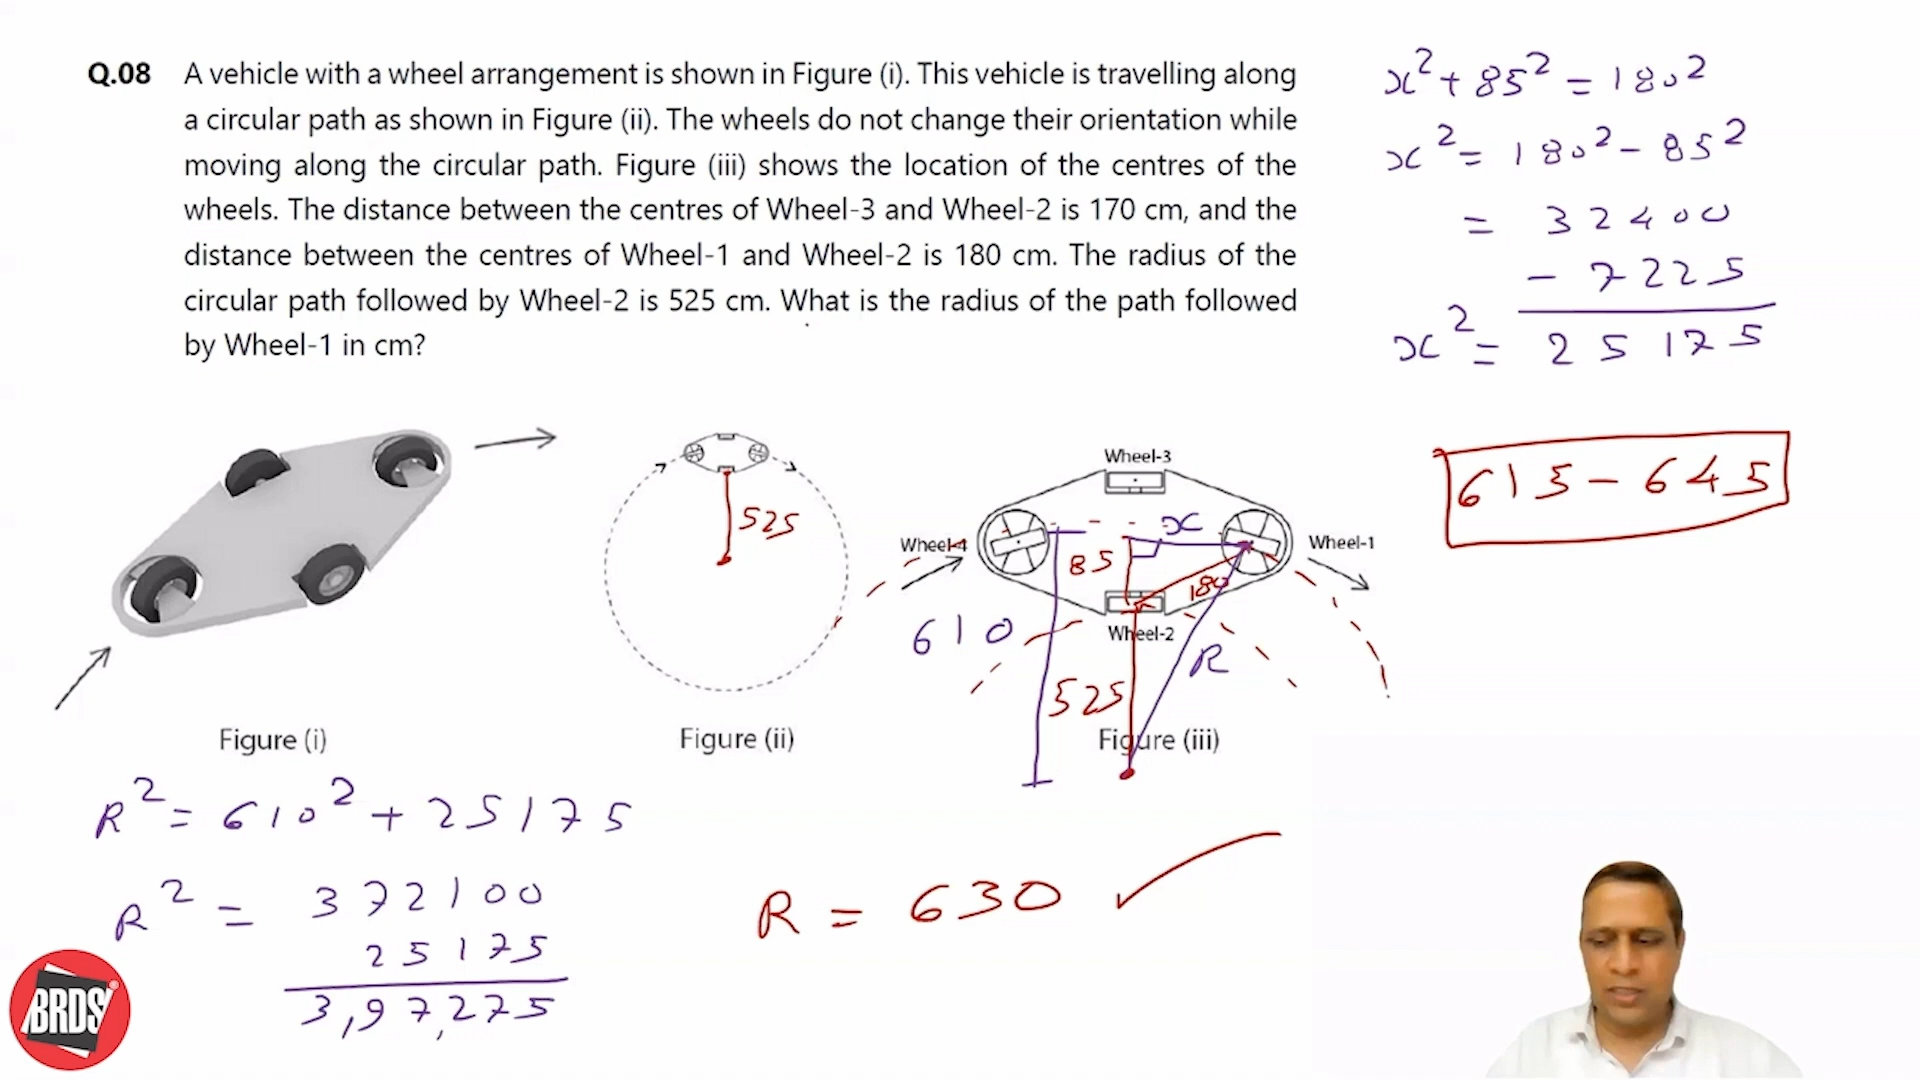 Q.08 A vehicle with a wheel arrangement is shown in Figure (i). This vehicle is travelling along
a circular path as shown in Figure (ii). The wheels do not change their orientation while
moving along the circular path. Figure (iii) shows the location of the centres of the
wheels. The distance between the centres of Wheel-3 and Wheel-2 is 170 cm, and the
distance between the centres of Wheel-1 and Wheel-2 is 180 cm. The radius of the
circular path followed by Wheel-2 is 525 cm. What is the radius of the path followed
by Wheel-1 in cm?
x² + 85² = 180²
x² = 180² - 85²
= 32400
- 7225
x² = 25175
615 - 645
525
Wheel-3
Wheel-4
x
Wheel-1
85
180
610
Wheel-2
R
525
Figure (i)
Figure (ii)
Figure (iii)
R² = 610² + 25175
R² = 372100
25175
3,97,275
R = 630 ✓
BRDS